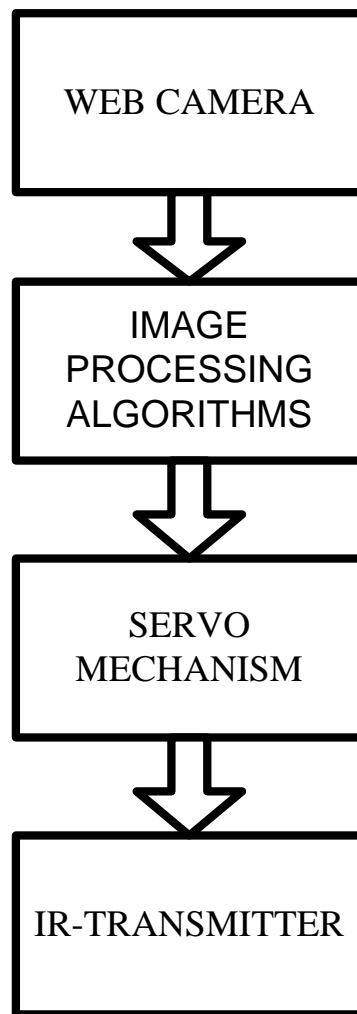 WEB CAMERA
IMAGE
PROCESSING
ALGORITHMS
SERVO
MECHANISM
IR-TRANSMITTER